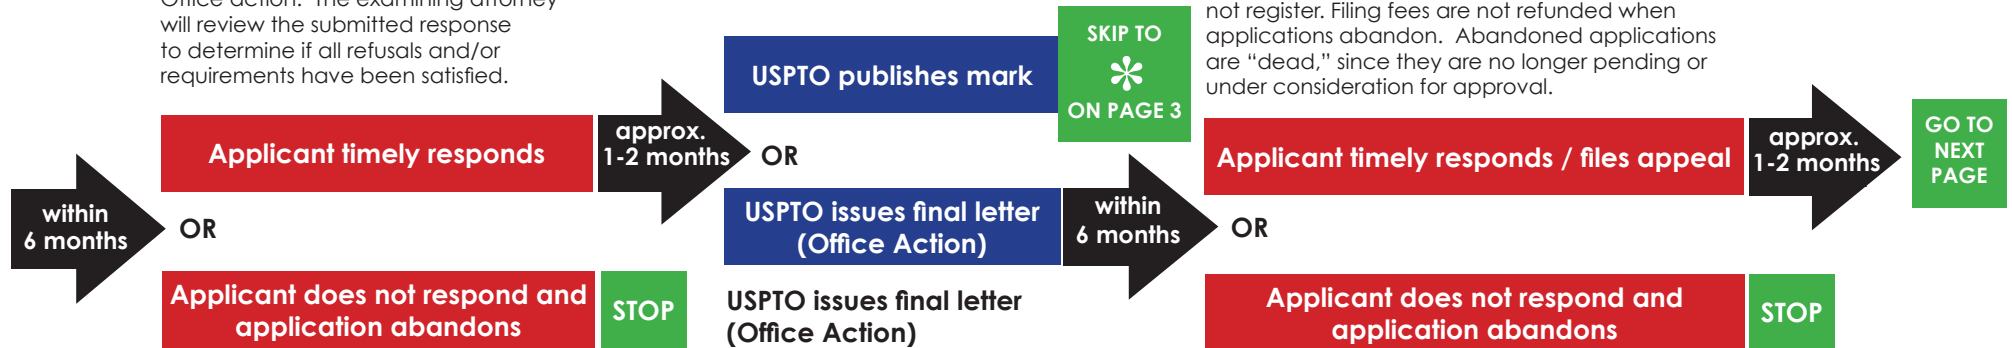 Office action. The examining attorney
will review the submitted response
to determine if all refusals and/or
requirements have been satisfied.
within
6 months
Applicant timely responds
OR
Applicant does not respond and
application abandons
STOP
approx.
1-2 months
USPTO publishes mark
SKIP TO
*
ON PAGE 3
OR
USPTO issues final letter
(Office Action)
USPTO issues final letter
(Office Action)
within
6 months
not register. Filing fees are not refunded when
applications abandon.  Abandoned applications
are “dead,” since they are no longer pending or
under consideration for approval.
Applicant timely responds / files appeal
OR
Applicant does not respond and
application abandons
STOP
approx.
1-2 months
GO TO
NEXT
PAGE